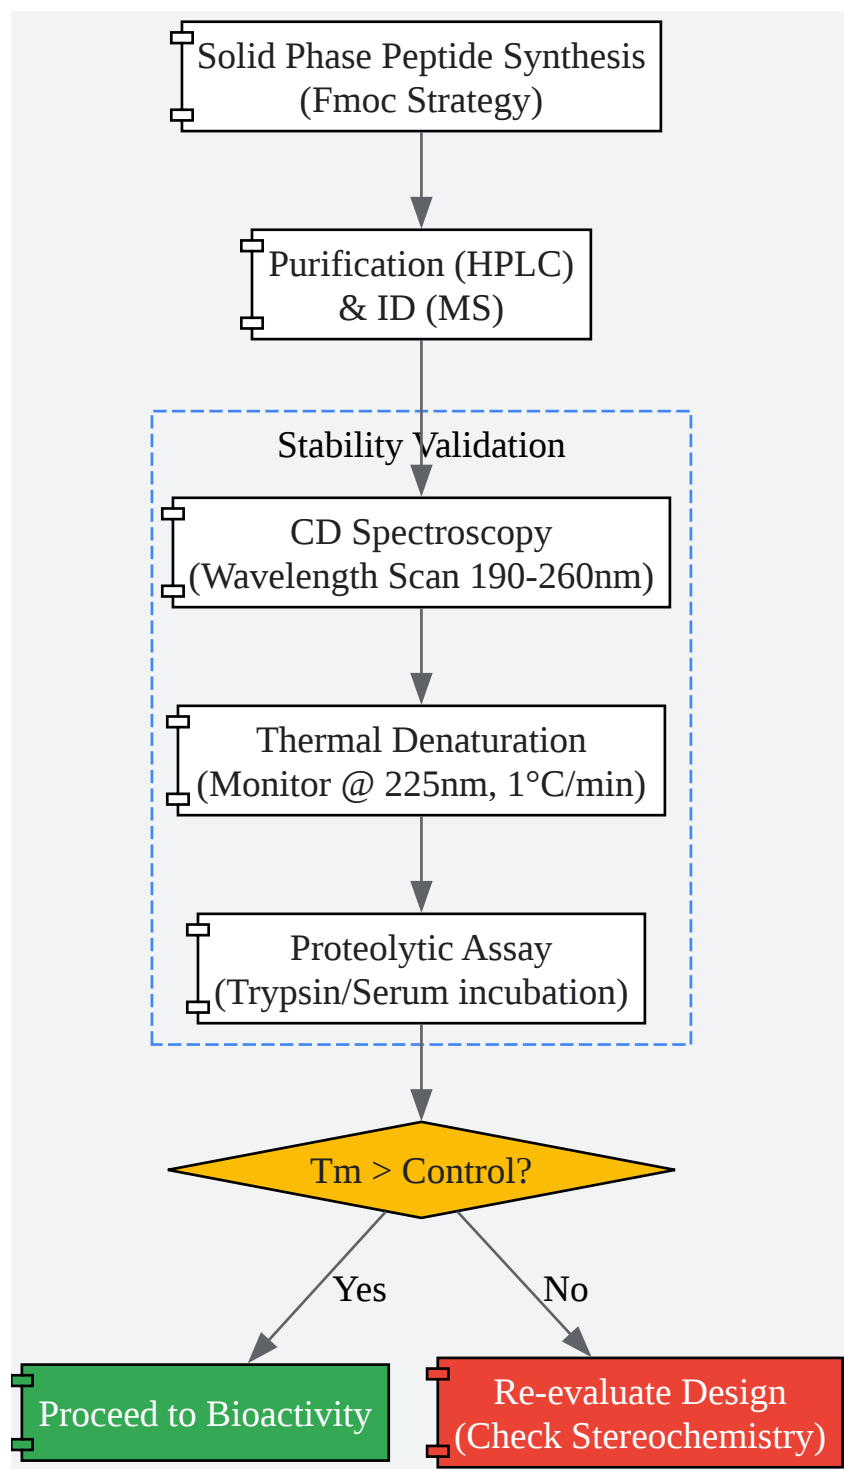 Solid Phase Peptide Synthesis
(Fmoc Strategy)
Purification (HPLC)
& ID (MS)
Stability Validation
CD Spectroscopy
(Wavelength Scan 190-260nm)
Thermal Denaturation
(Monitor @ 225nm, 1°C/min)
Proteolytic Assay
(Trypsin/Serum incubation)
Tm > Control?
Yes
No
Proceed to Bioactivity
Re-evaluate Design
(Check Stereochemistry)